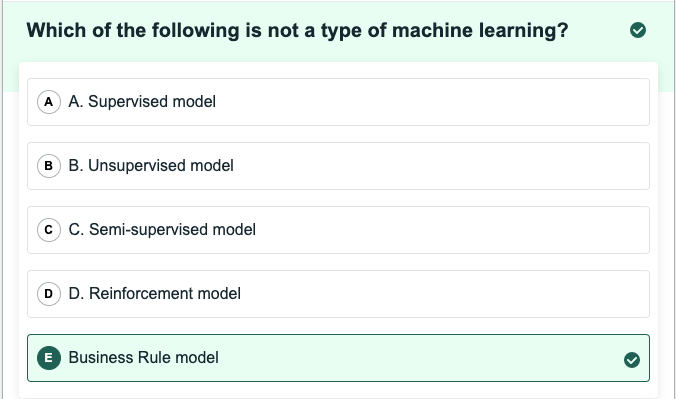 Which of the following is not a type of machine learning?
A A. Supervised model
B B. Unsupervised model
C C. Semi-supervised model
D D. Reinforcement model
E Business Rule model